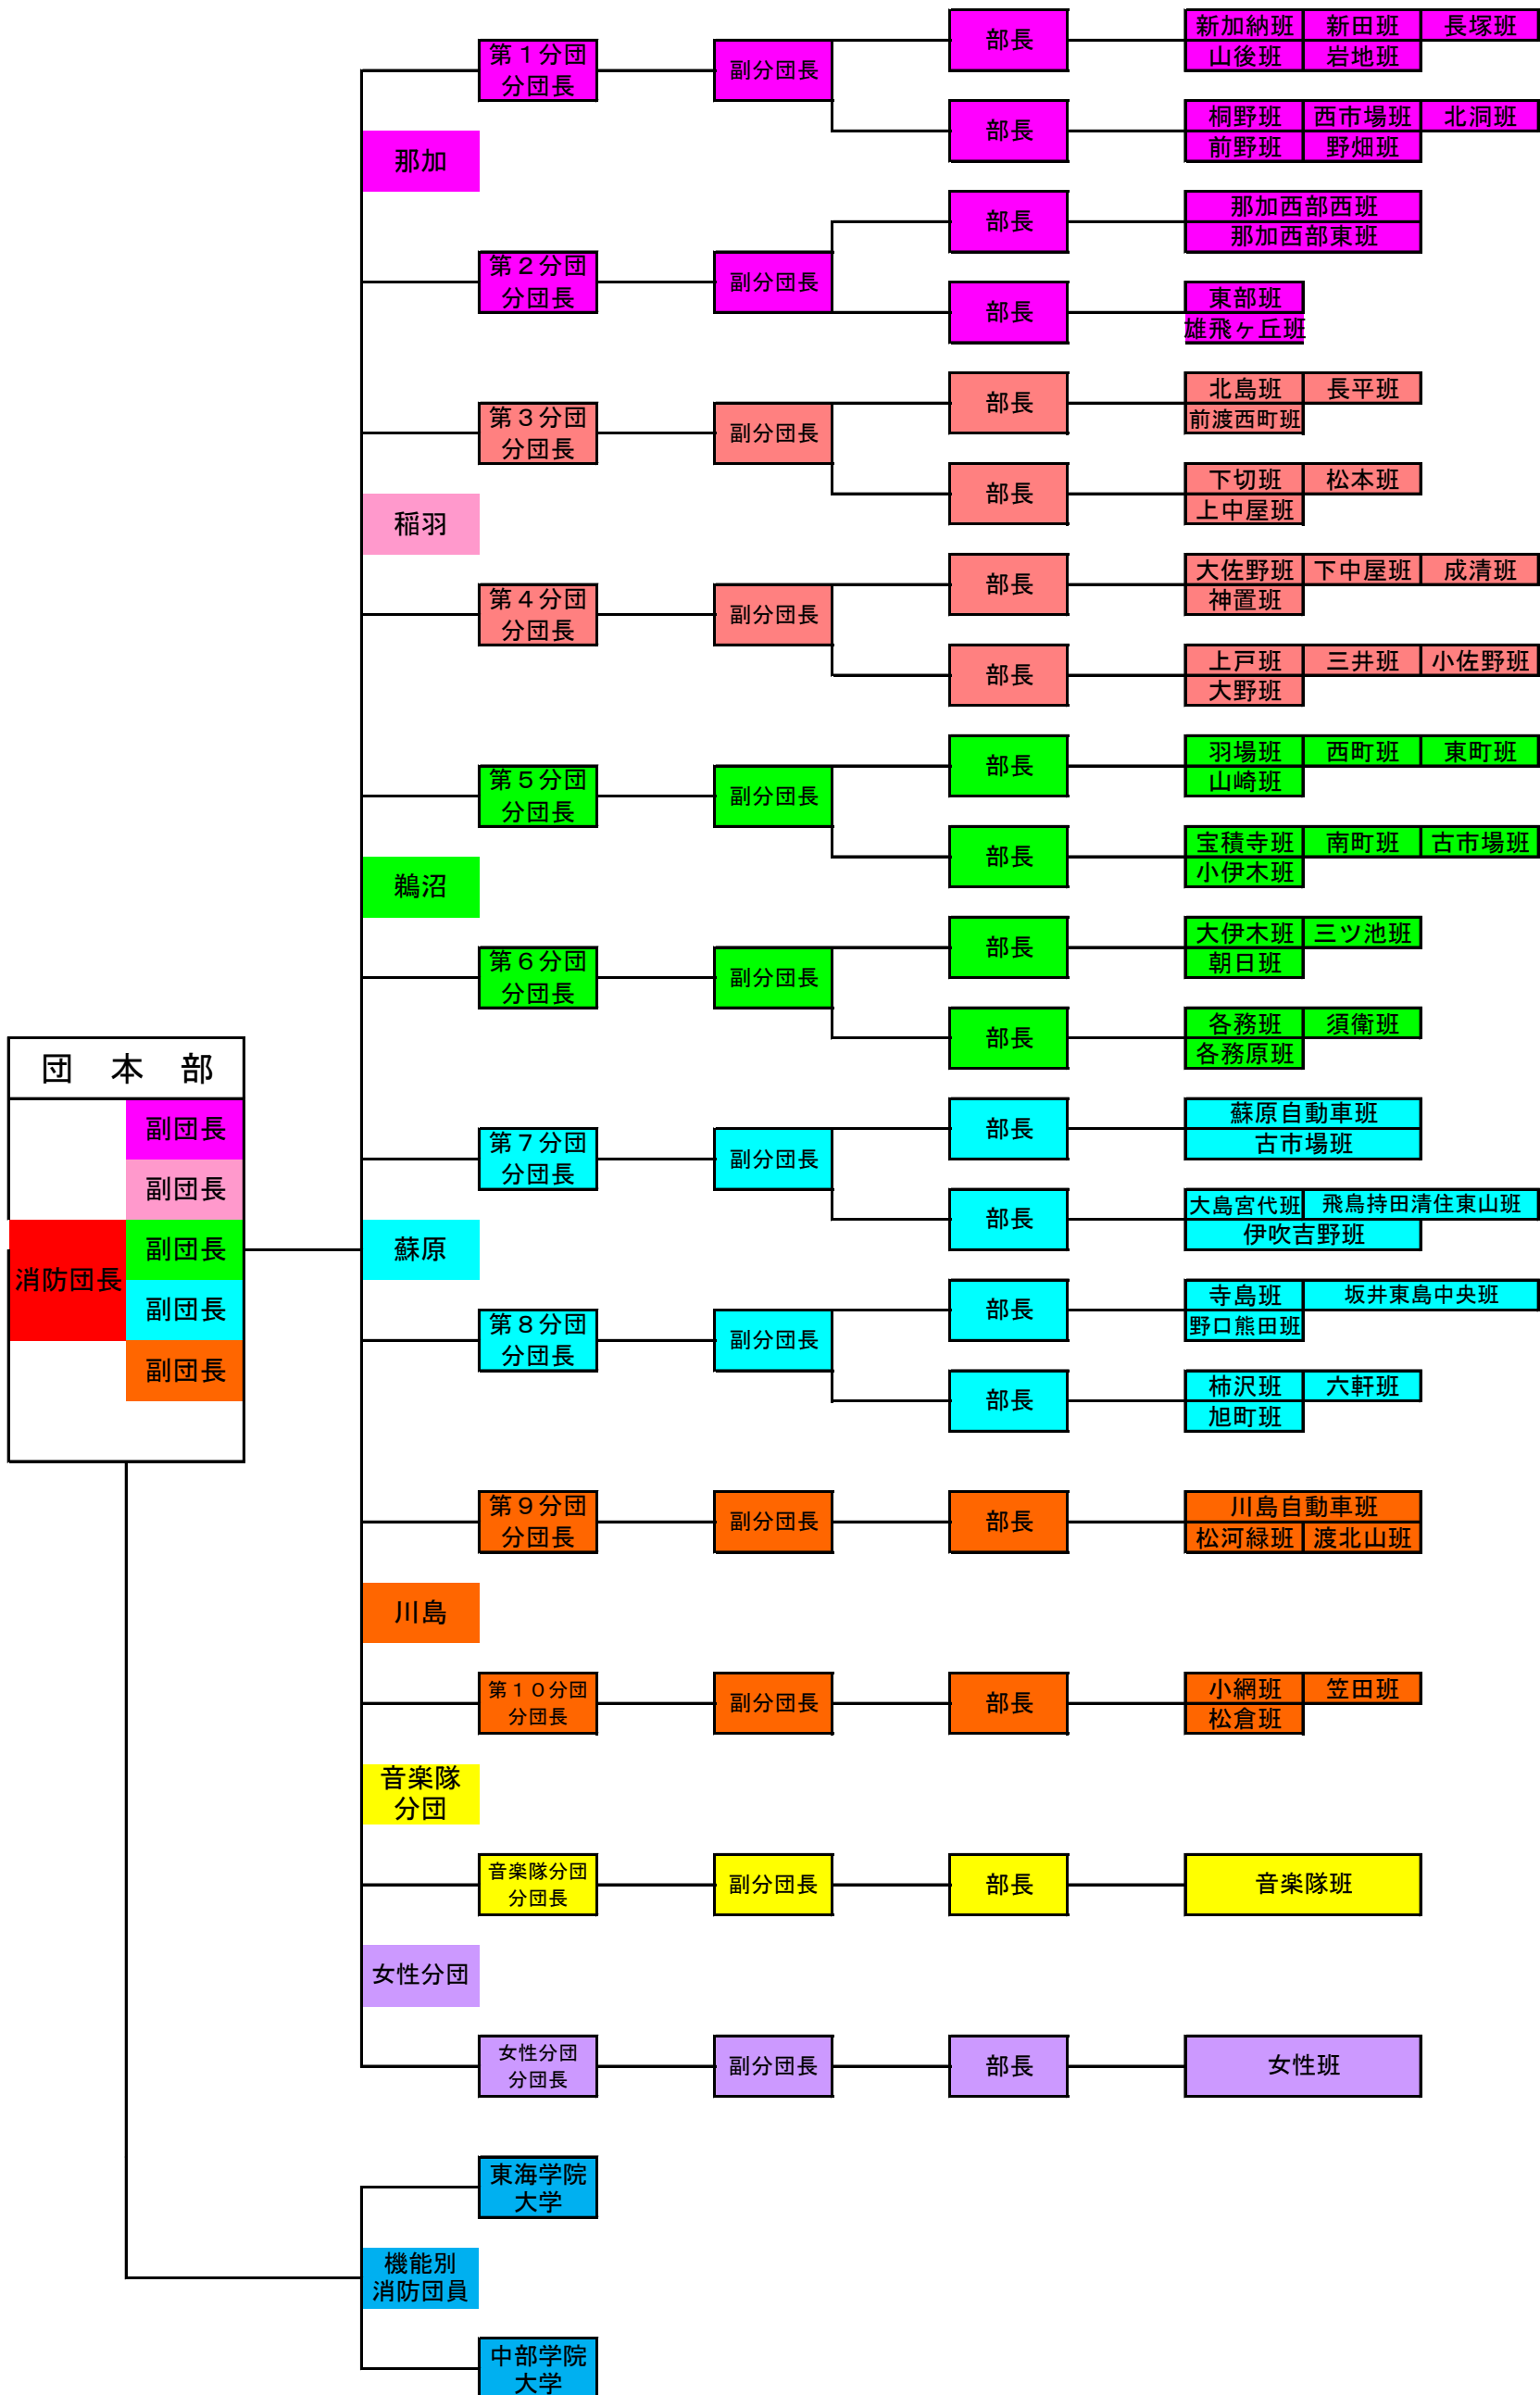 団 本 部
消防団長
副団長
副団長
副団長
副団長
副団長
那加
第1分団
分団長
副分団長
部長
新加納班 新田班 長塚班
山後班 岩地班
部長
桐野班 西市場班 北洞班
前野班 野畑班
第2分団
分団長
副分団長
部長
那加西部西班
那加西部東班
部長
東部班
雄飛ヶ丘班
稲羽
第3分団
分団長
副分団長
部長
北島班 長平班
前渡西町班
部長
下切班 松本班
上中屋班
第4分団
分団長
副分団長
部長
大佐野班 下中屋班 成清班
神置班
部長
上戸班 三井班 小佐野班
大野班
鵜沼
第5分団
分団長
副分団長
部長
羽場班 西町班 東町班
山崎班
部長
宝積寺班 南町班 古市場班
小伊木班
第6分団
分団長
副分団長
部長
大伊木班 三ツ池班
朝日班
部長
各務班 須衛班
各務原班
蘇原
第7分団
分団長
副分団長
部長
蘇原自動車班
古市場班
部長
大島宮代班 飛鳥持田清住東山班
伊吹吉野班
第8分団
分団長
副分団長
部長
寺島班 坂井東島中央班
野口熊田班
部長
柿沢班 六軒班
旭町班
川島
第9分団
分団長
副分団長
部長
川島自動車班
松河緑班 渡北山班
第10分団
分団長
副分団長
部長
小網班 笠田班
松倉班
音楽隊
分団
音楽隊分団
分団長
副分団長
部長
音楽隊班
女性分団
女性分団
分団長
副分団長
部長
女性班
機能別
消防団員
東海学院
大学
中部学院
大学